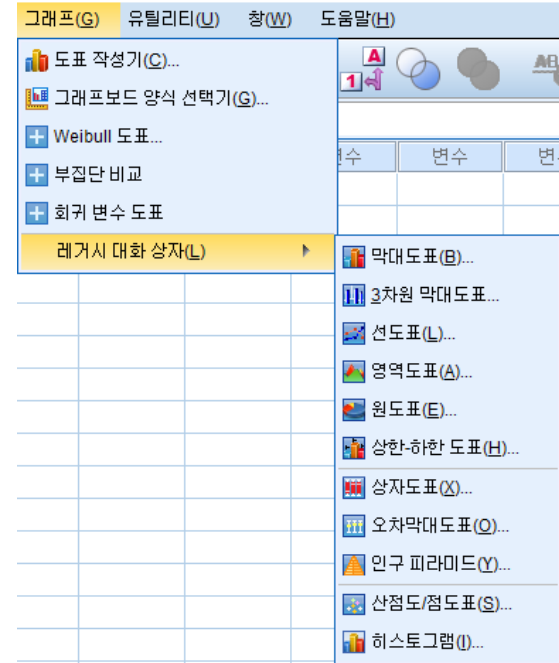 그래프(G) 유틸리티(U) 창(W) 도움말(H)
도표 작성기(C)...
그래프보드 양식 선택기(G)...
Weibull 도표...
부집단 비교
회귀 변수 도표
레거시 대화 상자(L)
A
1
변수 변수 변
막대도표(B)...
3차원 막대도표...
선도표(L)...
영역도표(A)...
원도표(E)...
상한-하한 도표(H)...
상자도표(X)...
오차막대도표(O)...
인구 피라미드(Y)...
산점도/점도표(S)...
히스토그램(I)...